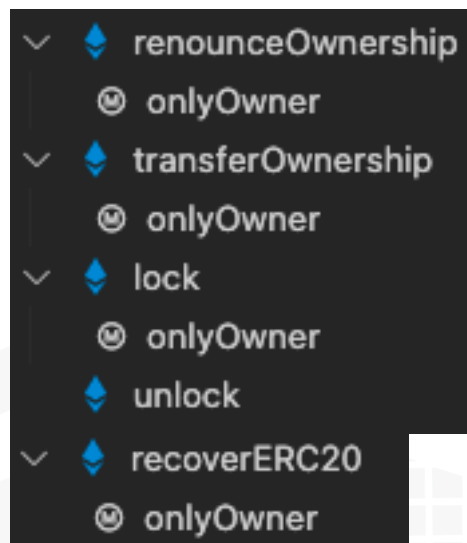 renounceOwnership
onlyOwner
transferOwnership
onlyOwner
lock
onlyOwner
unlock
recoverERC20
onlyOwner